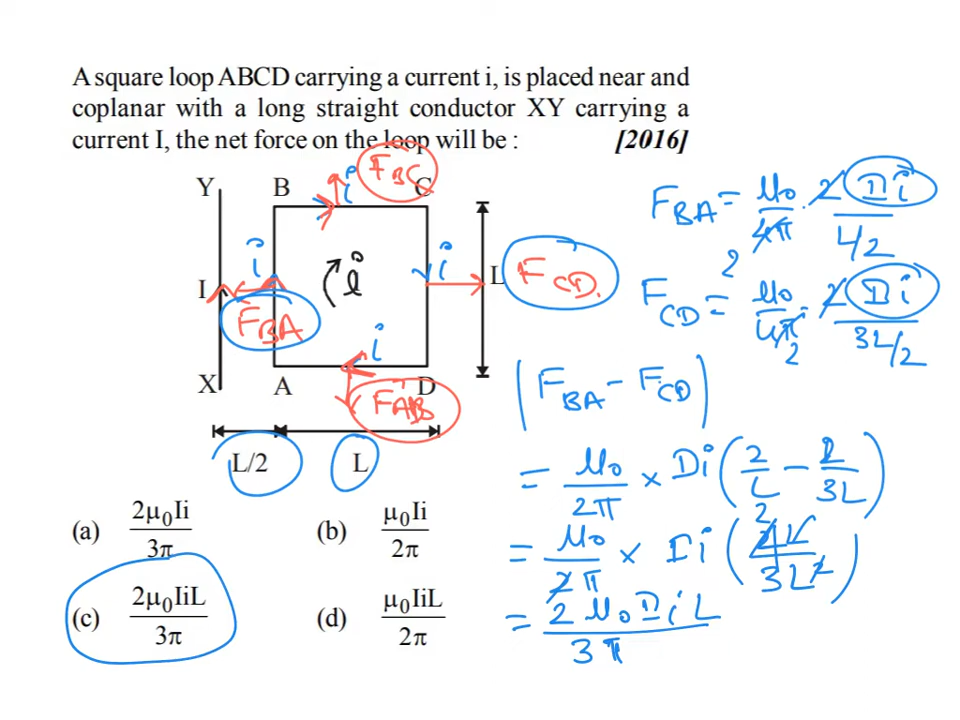 A square loop ABCD carrying a current i, is placed near and
coplanar with a long straight conductor XY carrying a
current I, the net force on the loop will be : [2016]
Y B C
F_BC
i
i i
I
F_BA
i
L
F_CD.
i
X A D
F_AB
L/2 L
(a) 2μ₀Ii/3π (b) μ₀Ii/2π
(c) 2μ₀IiL/3π (d) μ₀IiL/2π
F_BA = μ₀/4π · 2Ii/L/2
2
F_CD = μ₀/4π · 2Ii/3L/2
2
|F_BA - F_CD|
= μ₀/2π × Ii (2/L - 2/3L)
= μ₀/2π × Ii (
= 2μ₀IiL/3π